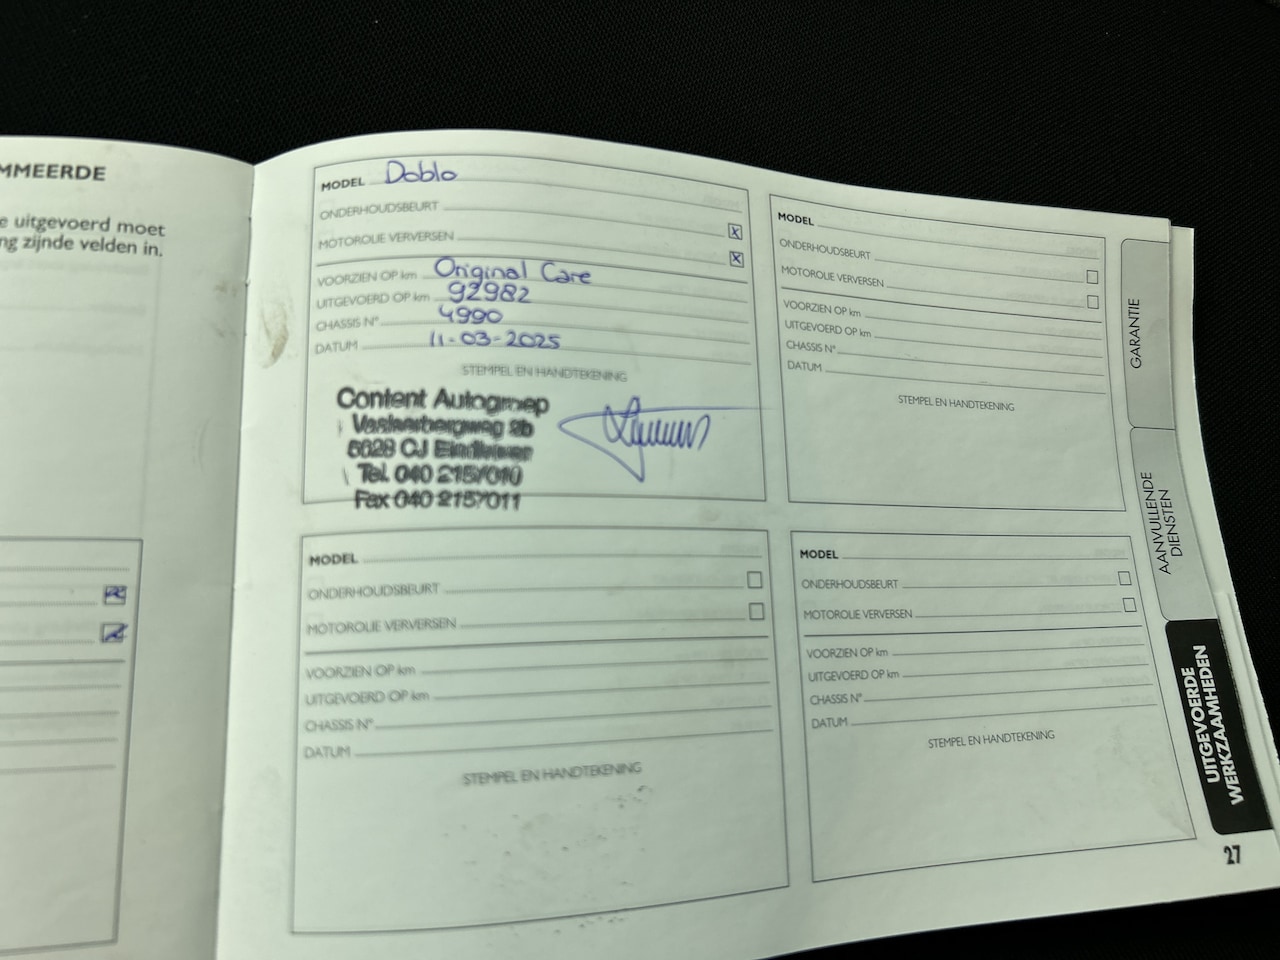 MMEERDE
e uitgevoerd moet
ng zijnde velden in.
MODEL Doblo
ONDERHOUDSBEURT
MOTOROLIE VERVERSEN
VOORZIEN OP km Original Care
UITGEVOERD OP km 92982
CHASSIS N° 4990
DATUM 11-03-2025
STEMPEL EN HANDTEKENING
Content Autogroep
5628 CJ Eindhoven
Tel. 040 2157010
Fax 040 2157011
MODEL
ONDERHOUDSBEURT
MOTOROLIE VERVERSEN
VOORZIEN OP km
UITGEVOERD OP km
CHASSIS N°
DATUM
STEMPEL EN HANDTEKENING
MODEL
ONDERHOUDSBEURT
MOTOROLIE VERVERSEN
VOORZIEN OP km
UITGEVOERD OP km
CHASSIS N°
DATUM
STEMPEL EN HANDTEKENING
MODEL
ONDERHOUDSBEURT
MOTOROLIE VERVERSEN
VOORZIEN OP km
UITGEVOERD OP km
CHASSIS N°
DATUM
STEMPEL EN HANDTEKENING
GARANTIE
AANVULLENDE
DIENSTEN
UITGEVOERDE
WERKZAAMHEDEN
27